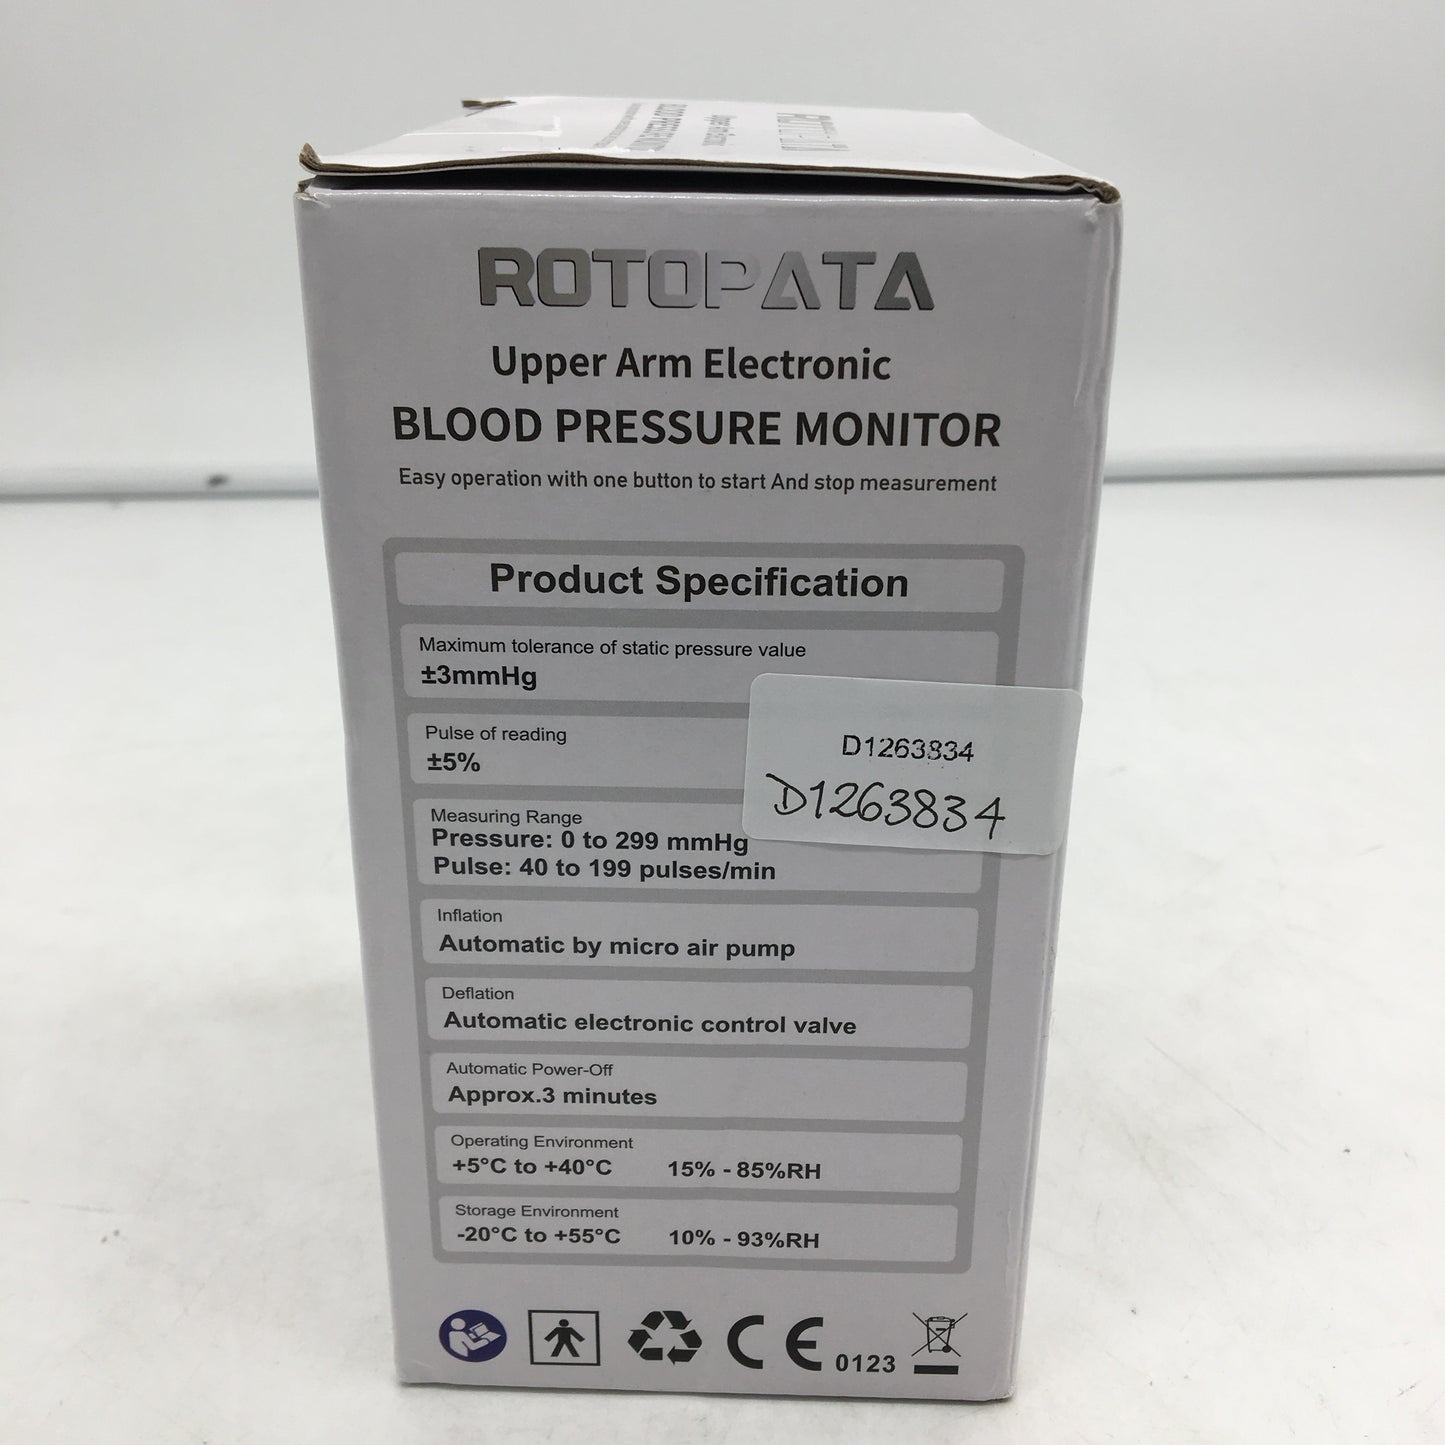 BLOOD PRESSURE MONITOR
ROTOPATA
Upper Arm Electronic
BLOOD PRESSURE MONITOR
Easy operation with one button to start And stop measurement
Product Specification
Maximum tolerance of static pressure value
±3mmHg
Pulse of reading
±5%
D1263834
D1263834
Measuring Range
Pressure: 0 to 299 mmHg
Pulse: 40 to 199 pulses/min
Inflation
Automatic by micro air pump
Deflation
Automatic electronic control valve
Automatic Power-Off
Approx.3 minutes
Operating Environment
+5°C to +40°C 15% - 85%RH
Storage Environment
-20°C to +55°C 10% - 93%RH
CE 0123